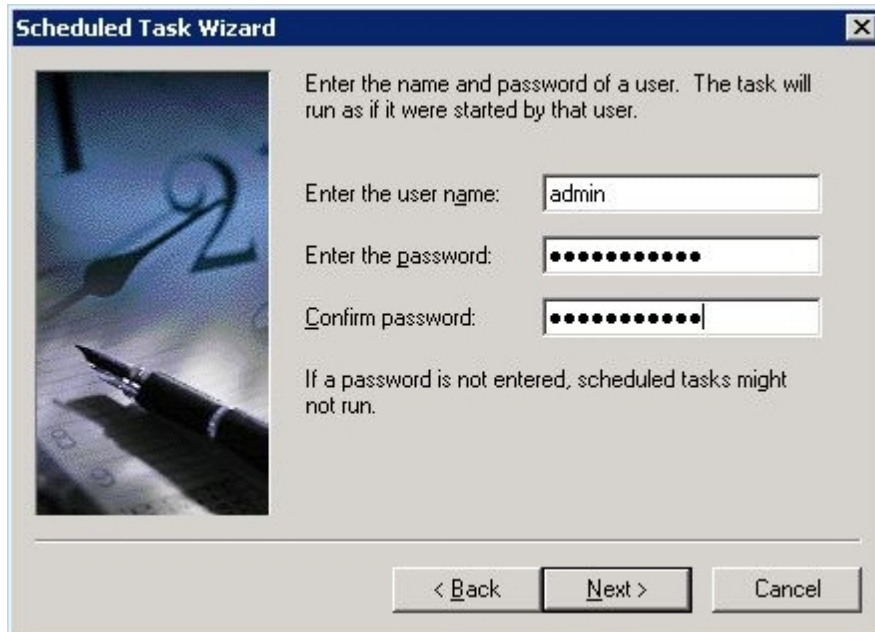 Scheduled Task Wizard
Enter the name and password of a user. The task will
run as if it were started by that user.
Enter the user name: admin
Enter the password: ●●●●●●●●●●●
Confirm password: ●●●●●●●●●●●
If a password is not entered, scheduled tasks might
not run.
< Back Next > Cancel